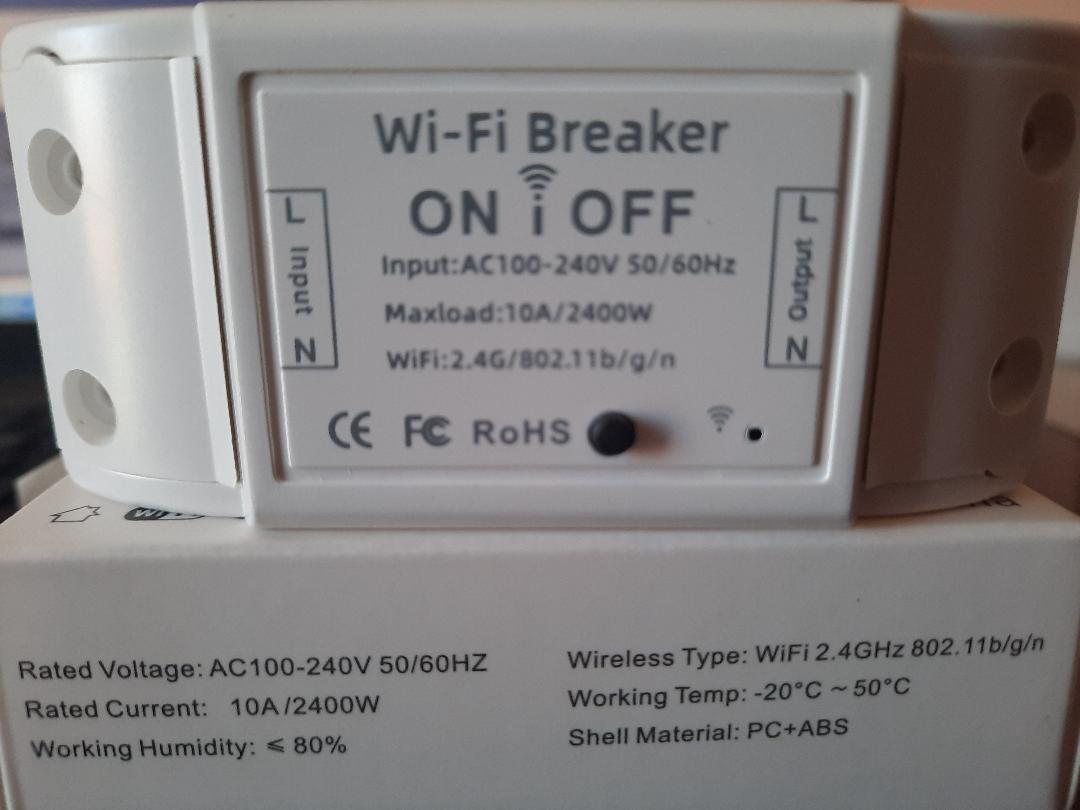 Wi-Fi Breaker
ON i OFF
L
Input
N
L
Output
N
Input:AC100-240V 50/60Hz
Maxload:10A/2400W
WiFi:2.4G/802.11b/g/n
CE FC RoHS
Rated Voltage: AC100-240V 50/60HZ
Rated Current: 10A/2400W
Working Humidity: ≤ 80%
Wireless Type: WiFi 2.4GHz 802.11b/g/n
Working Temp: -20°C ~ 50°C
Shell Material: PC+ABS